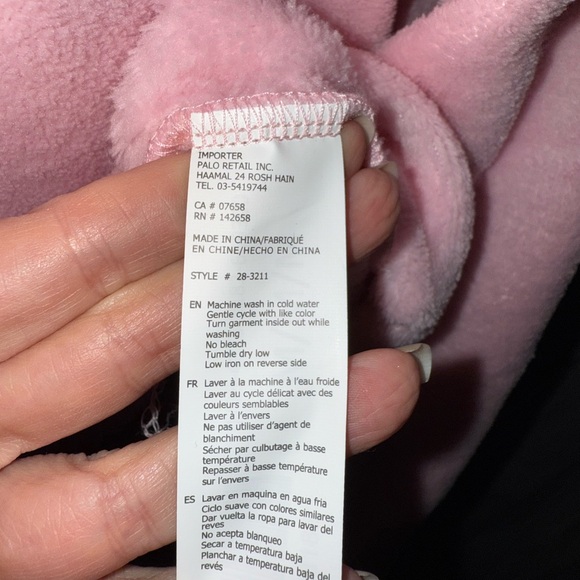 IMPORTER
PALO RETAIL INC.
HAAMAL 24 ROSH HAIN
TEL. 03-5419744
CA # 07658
RN # 142658
MADE IN CHINA/FABRIQUÉ
EN CHINE/HECHO EN CHINA
STYLE # 28-3211
EN Machine wash in cold water
Gentle cycle with like color
Turn garment inside out while
washing
No bleach
Tumble dry low
Low iron on reverse side
FR Laver à la machine à l'eau froide
Laver au cycle délicat avec des
couleurs semblables
Laver à l'envers
Ne pas utiliser d'agent de
blanchiment
Sécher par culbutage à basse
température
Repasser à basse température
sur l'envers
ES Lavar en maquina en agua fria
Ciclo suave con colores similares
Dar vuelta la ropa para lavar del
reves
No acepta blanqueo
Secar a temperatura baja
Planchar a temperatura baja del
revés